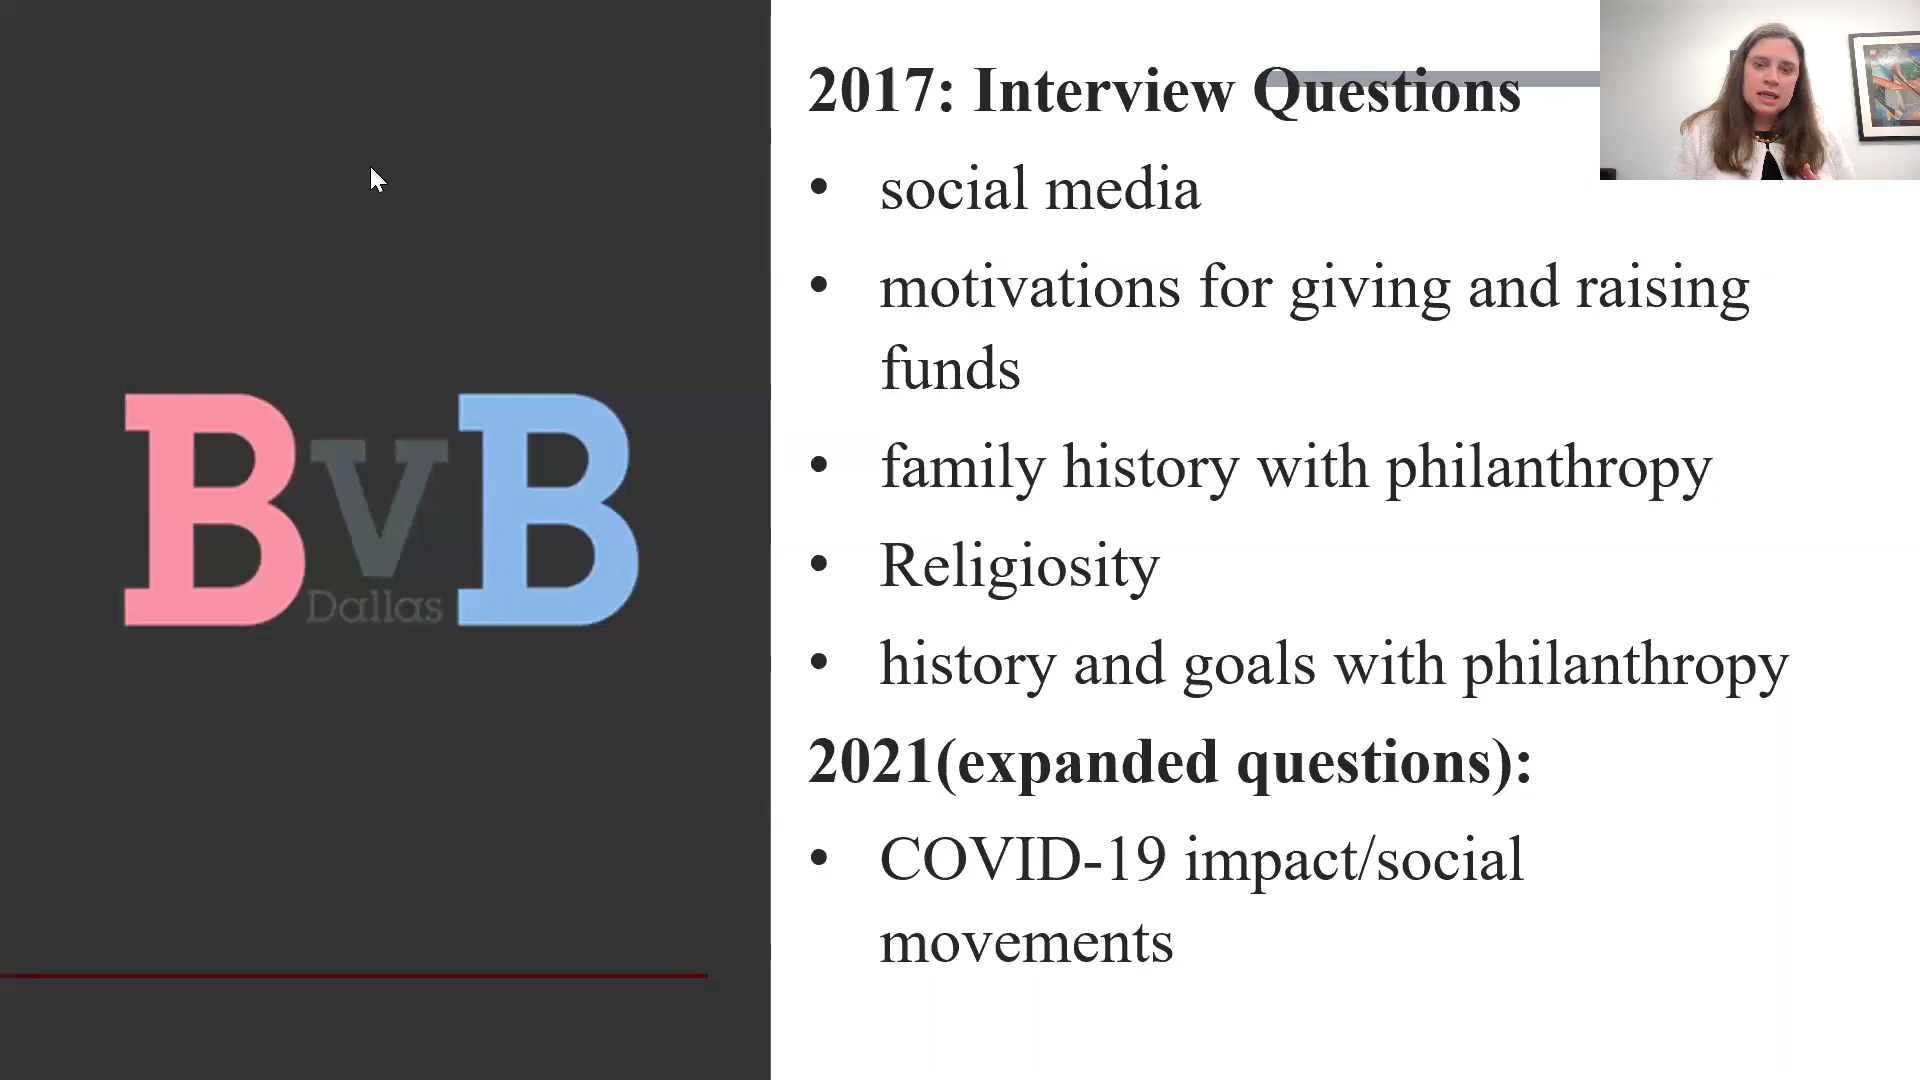 BvB
Dallas
2017: Interview Questions
• social media
• motivations for giving and raising
funds
• family history with philanthropy
• Religiosity
• history and goals with philanthropy
2021(expanded questions):
• COVID-19 impact/social
movements